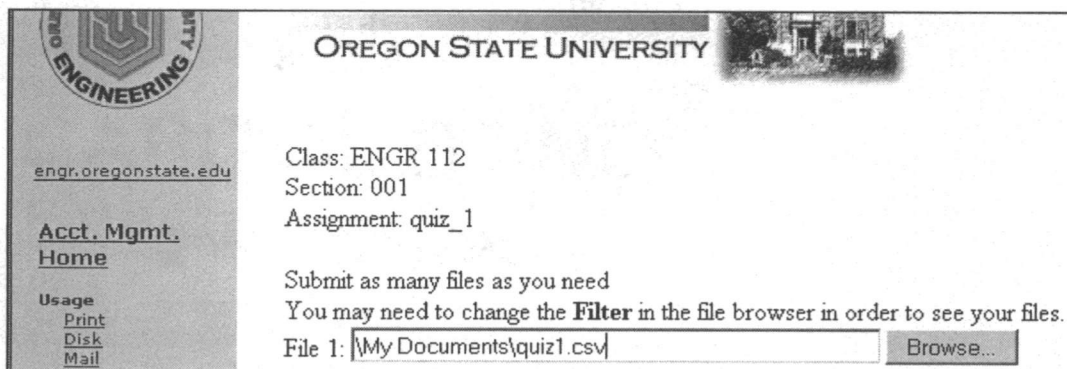 ENGINEERING
OREGON STATE UNIVERSITY
engr.oregonstate.edu
Acct. Mgmt.
Home
Usage
Print
Disk
Mail
Class: ENGR 112
Section: 001
Assignment: quiz_1
Submit as many files as you need
You may need to change the Filter in the file browser in order to see your files.
File 1: \My Documents\quiz1.csv Browse...